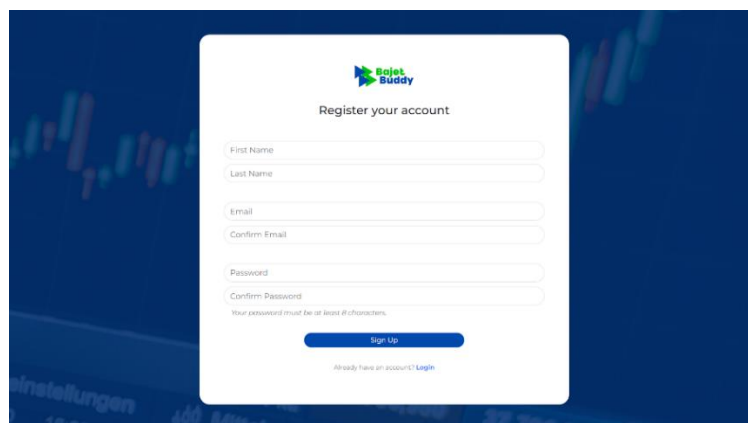 Bajet
Buddy
Register your account
First Name
Last Name
Email
Confirm Email
Password
Confirm Password
Your password must be at least 8 characters.
Sign Up
Already have an account? Login
einstellungen